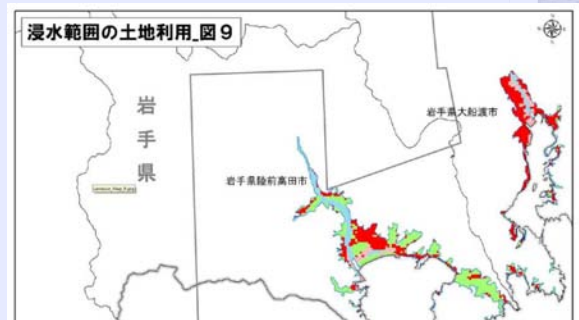 浸水範囲の土地利用_図9
岩手県
岩手県大船渡市
岩手県陸前高田市